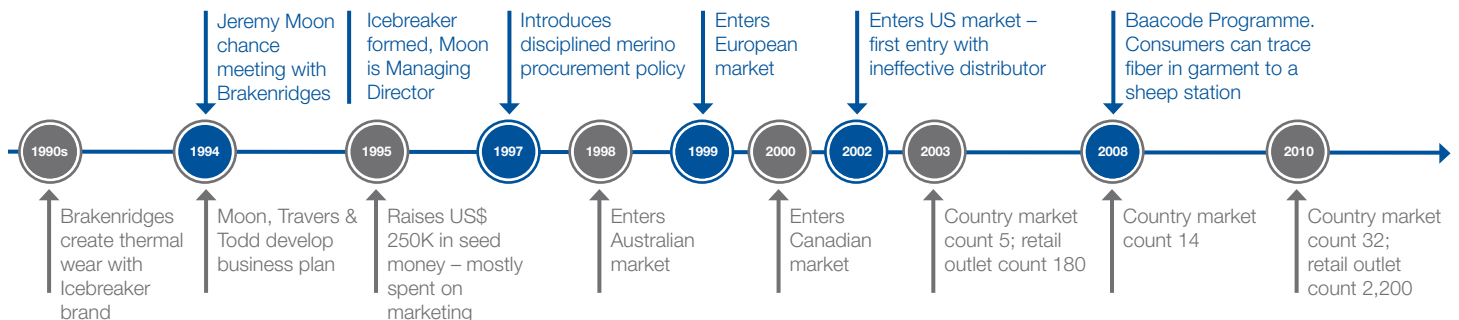 Jeremy Moon
chance
meeting with
Brakenridges
Icebreaker
formed, Moon
is Managing
Director
Introduces
disciplined merino
procurement policy
Enters
European
market
Enters US market –
first entry with
ineffective distributor
Baacode Programme.
Consumers can trace
fiber in garment to a
sheep station
1990s
1994
1995
1997
1998
1999
2000
2002
2003
2008
2010
Brakenridges
create thermal
wear with
Icebreaker
brand
Moon, Travers &
Todd develop
business plan
Raises US$
250K in seed
money – mostly
spent on
marketing
Enters
Australian
market
Enters
Canadian
market
Country market
count 5; retail
outlet count 180
Country market
count 14
Country market
count 32;
retail outlet
count 2,200